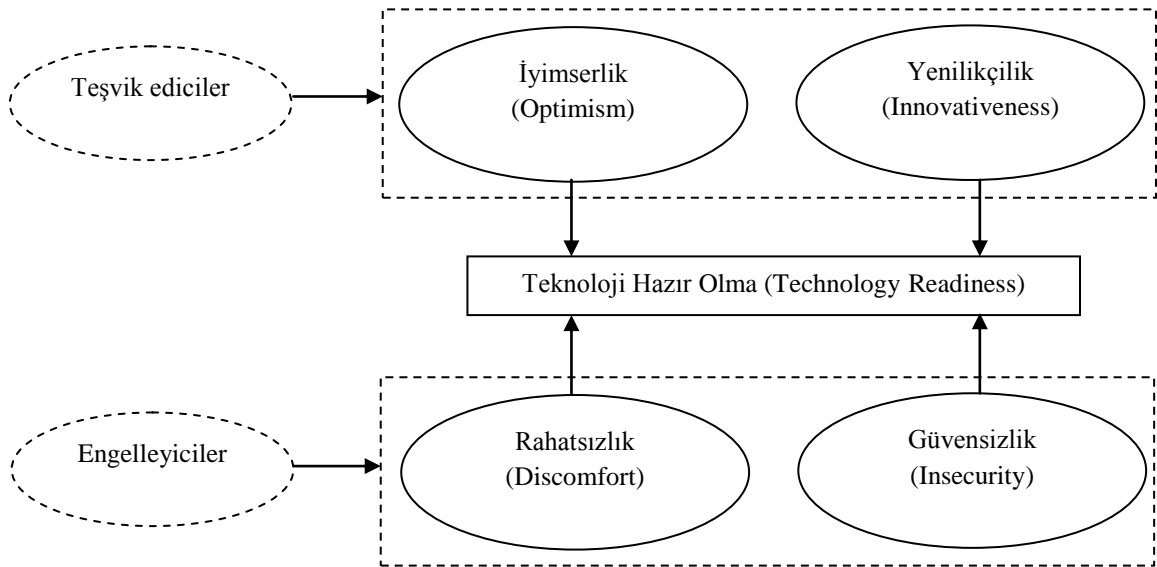 Teşvik ediciler
İyimserlik
(Optimism)
Yenilikçilik
(Innovativeness)
Teknoloji Hazır Olma (Technology Readiness)
Engelleyiciler
Rahatsızlık
(Discomfort)
Güvensizlik
(Insecurity)